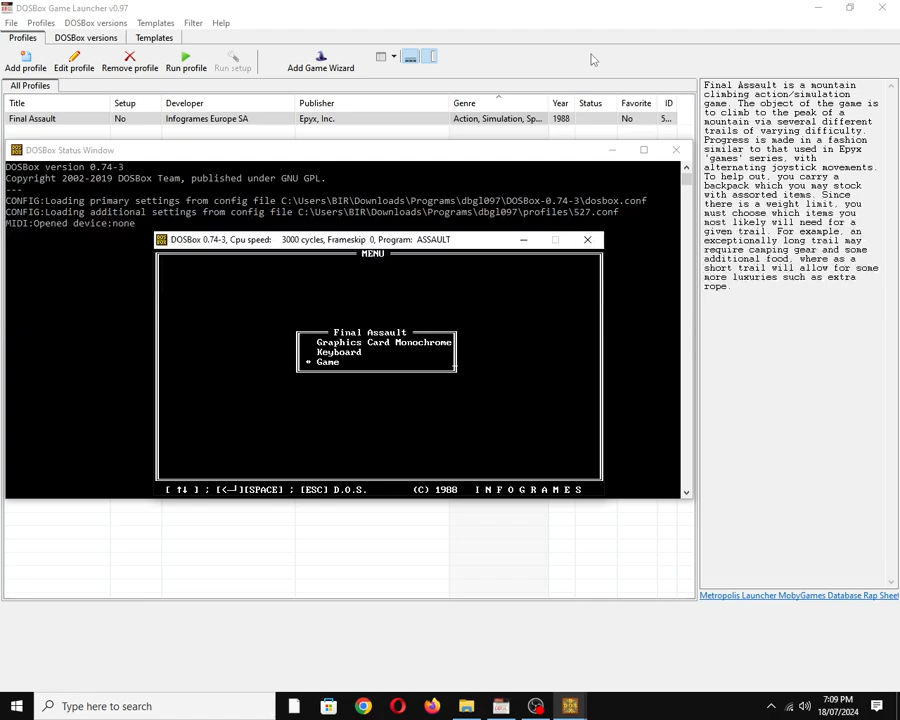 DOSBox Game Launcher v0.97
File Profiles DOSBox versions Templates Filter Help
Profiles DOSBox versions Templates
Add profile Edit profile Remove profile Run profile Run setup Add Game Wizard
All Profiles
Title Setup Developer Publisher Genre Year Status Favorite ID
Final Assault No Infogrames Europe SA Epyx, Inc. Action, Simulation, Sp... 1988 No 5...
DOSBox Status Window
DOSBox version 0.74-3
Copyright 2002-2019 DOSBox Team, published under GNU GPL.
---
CONFIG:Loading primary settings from config file C:\Users\BIR\Downloads\Programs\dbgl097\DOSBox-0.74-3\dosbox.conf
CONFIG:Loading additional settings from config file C:\Users\BIR\Downloads\Programs\dbgl097\profiles\527.conf
MIDI:Opened device:none
DOSBox 0.74-3, Cpu speed: 3000 cycles, Frameskip 0, Program: ASSAULT
MENU
Final Assault
Graphics Card Monochrome
Keyboard
Game
[ ↑↓ ] ; [<─┘][SPACE] ; [ESC] D.O.S. (C) 1988 I N F O G R A M E S
Final Assault is a mountain
climbing action/simulation
game. The object of the game is
to climb to the peak of a
mountain via several different
trails of varying difficulty.
Progress is made in a fashion
similar to that used in Epyx
'games' series, with
alternating joystick movements.
To help out, you carry a
backpack which you may stock
with assorted items. Since
there is a weight limit, you
must choose which items you
most likely will need for a
given trail. For example, an
exceptionally long trail may
require camping gear and some
additional food, where as a
short trail will allow for some
more luxuries such as extra
rope.
Metropolis Launcher MobyGames Database Rap Sheet
Type here to search
7:09 PM
18/07/2024